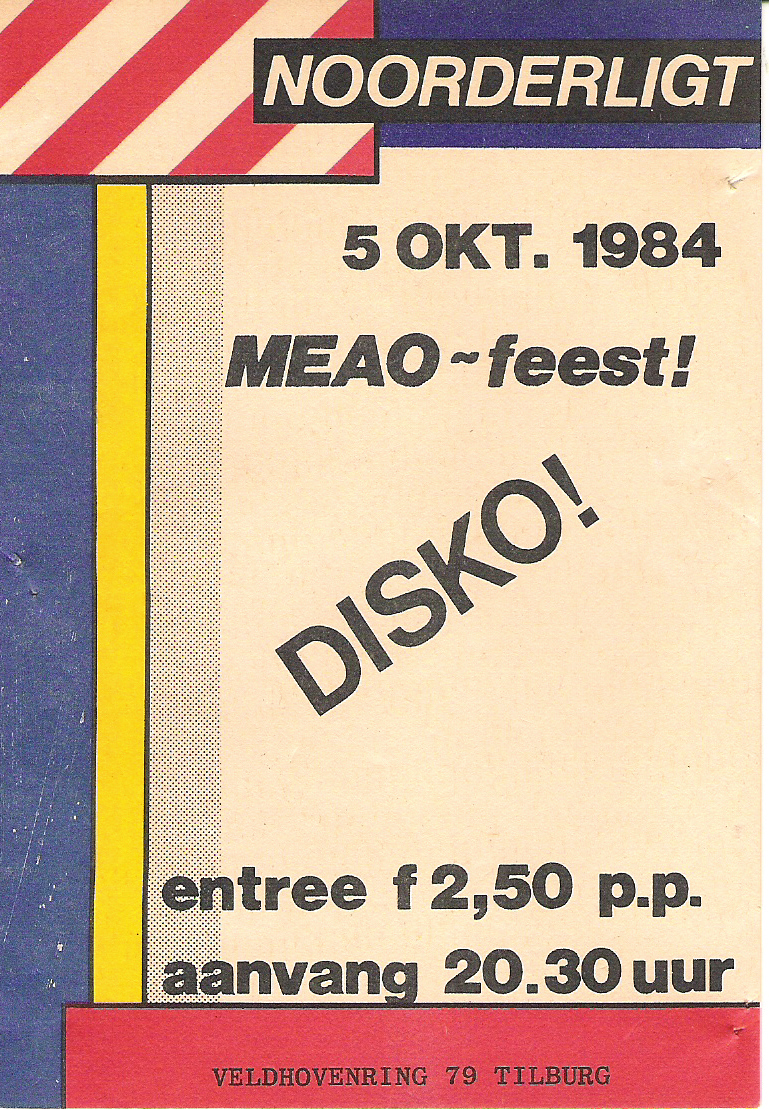 NOORDERLIGT
5 OKT. 1984
MEAO ~ feest!
DISKO!
entree f 2,50 p.p.
aanvang 20.30 uur
VELDHOVENRING 79 TILBURG